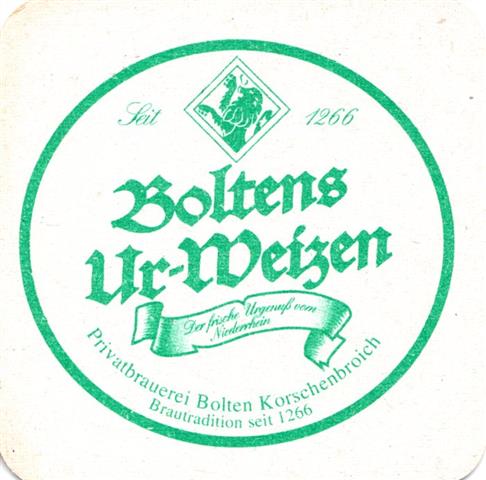 Seit 1266
Boltens
Ur-Weizen
Der frische Urgenuß vom
Niederrhein
Privatbrauerei Bolten Korschenbroich
Brautradition seit 1266